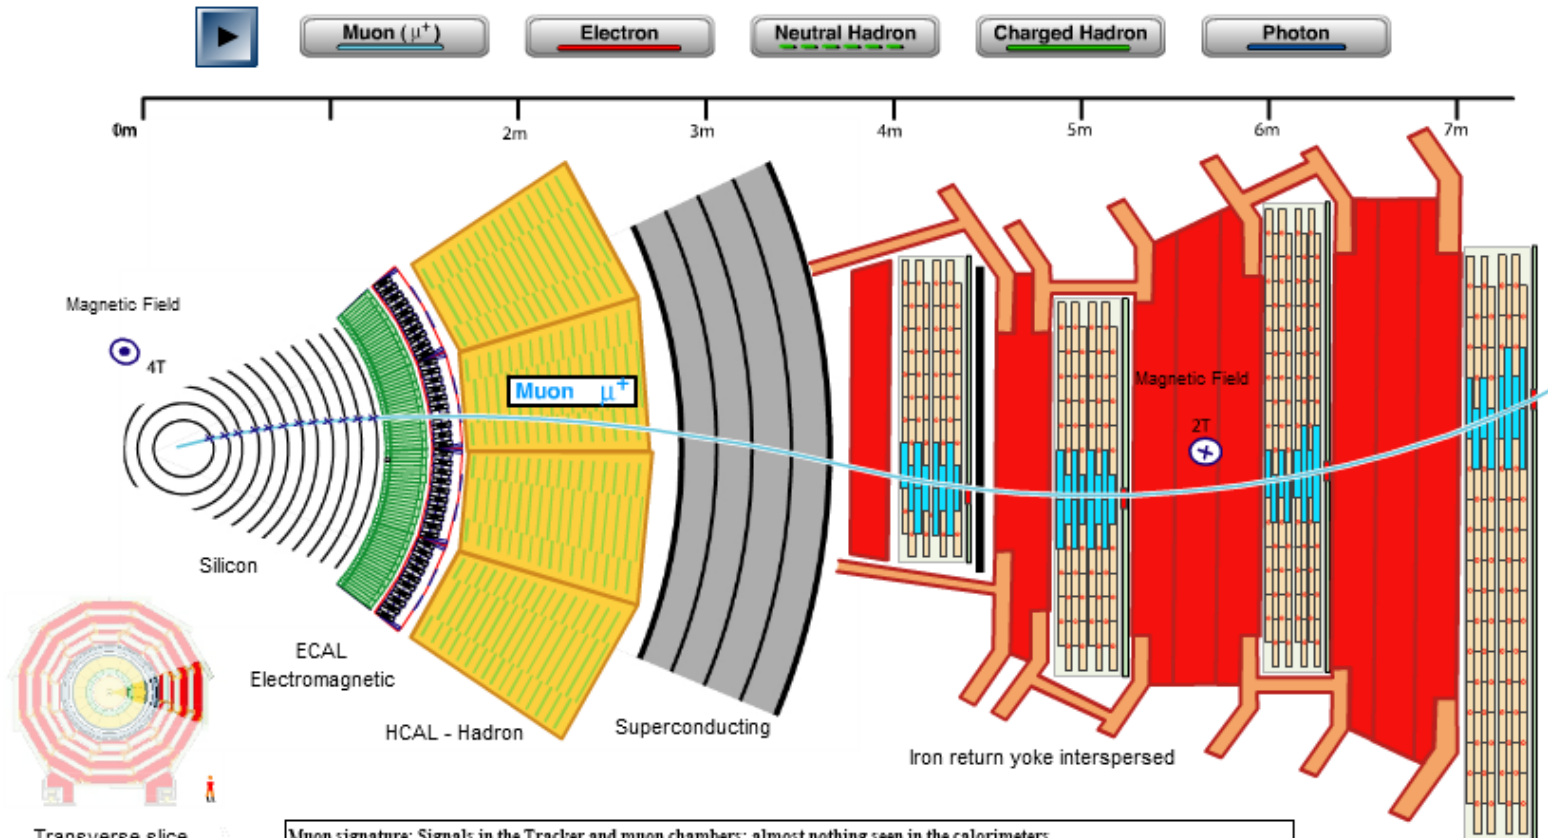 Muon (μ⁺)
Electron
Neutral Hadron
Charged Hadron
Photon
0m
2m
3m
4m
5m
6m
7m
Magnetic Field
4T
Muon μ⁺
Magnetic Field
2T
Silicon
ECAL
Electromagnetic
HCAL - Hadron
Superconducting
Iron return yoke interspersed
Transverse slice
Muon signature: Signals in the Tracker and muon chambers; almost nothing seen in the calorimeters